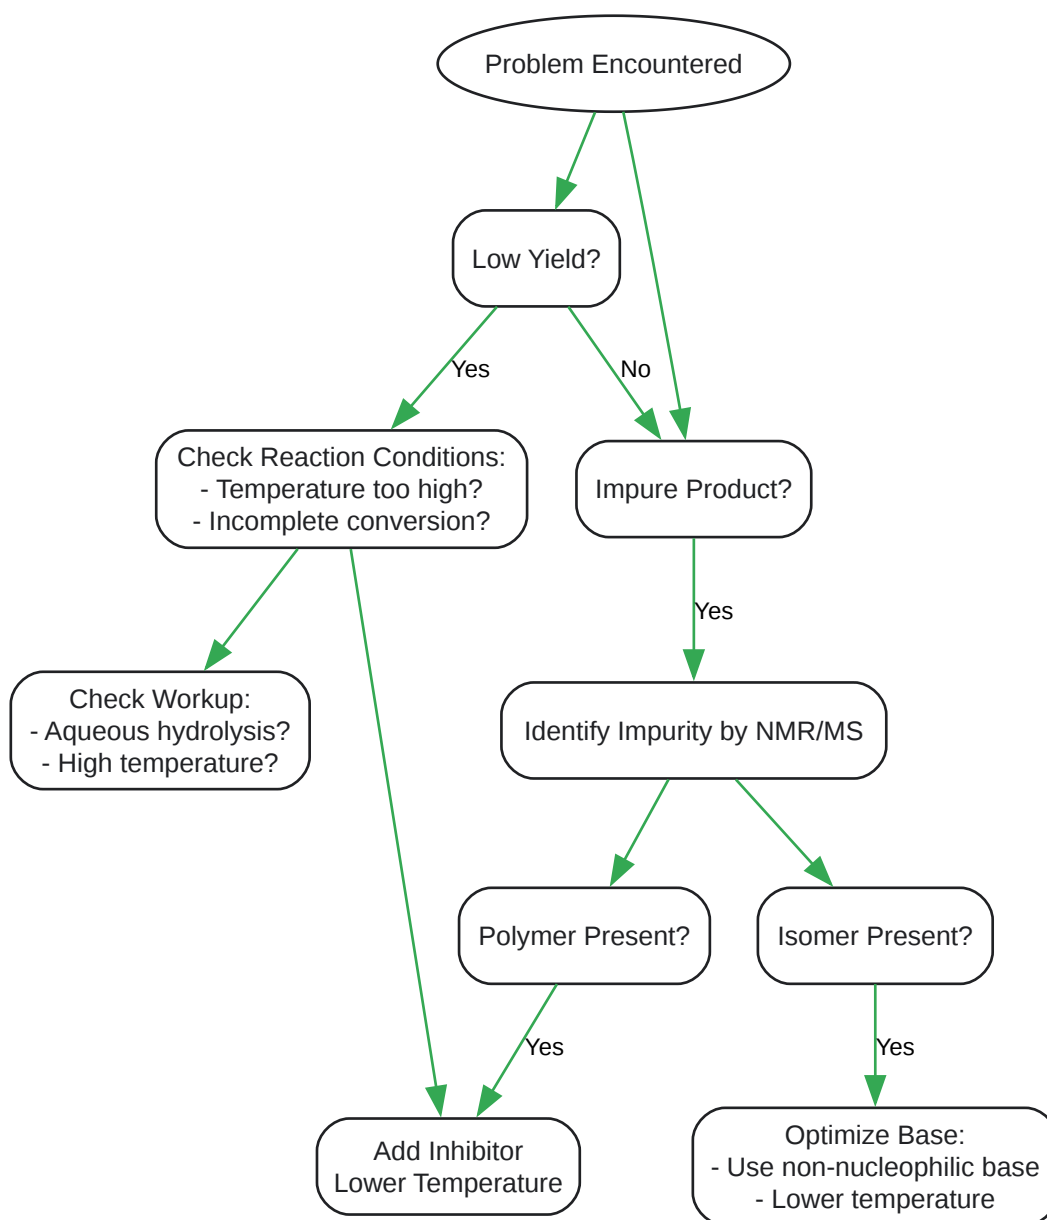 Problem Encountered
Low Yield?
Yes
No
Check Reaction Conditions:
- Temperature too high?
- Incomplete conversion?
Impure Product?
Yes
Check Workup:
- Aqueous hydrolysis?
- High temperature?
Identify Impurity by NMR/MS
Polymer Present?
Isomer Present?
Yes
Yes
Add Inhibitor
Lower Temperature
Optimize Base:
- Use non-nucleophilic base
- Lower temperature